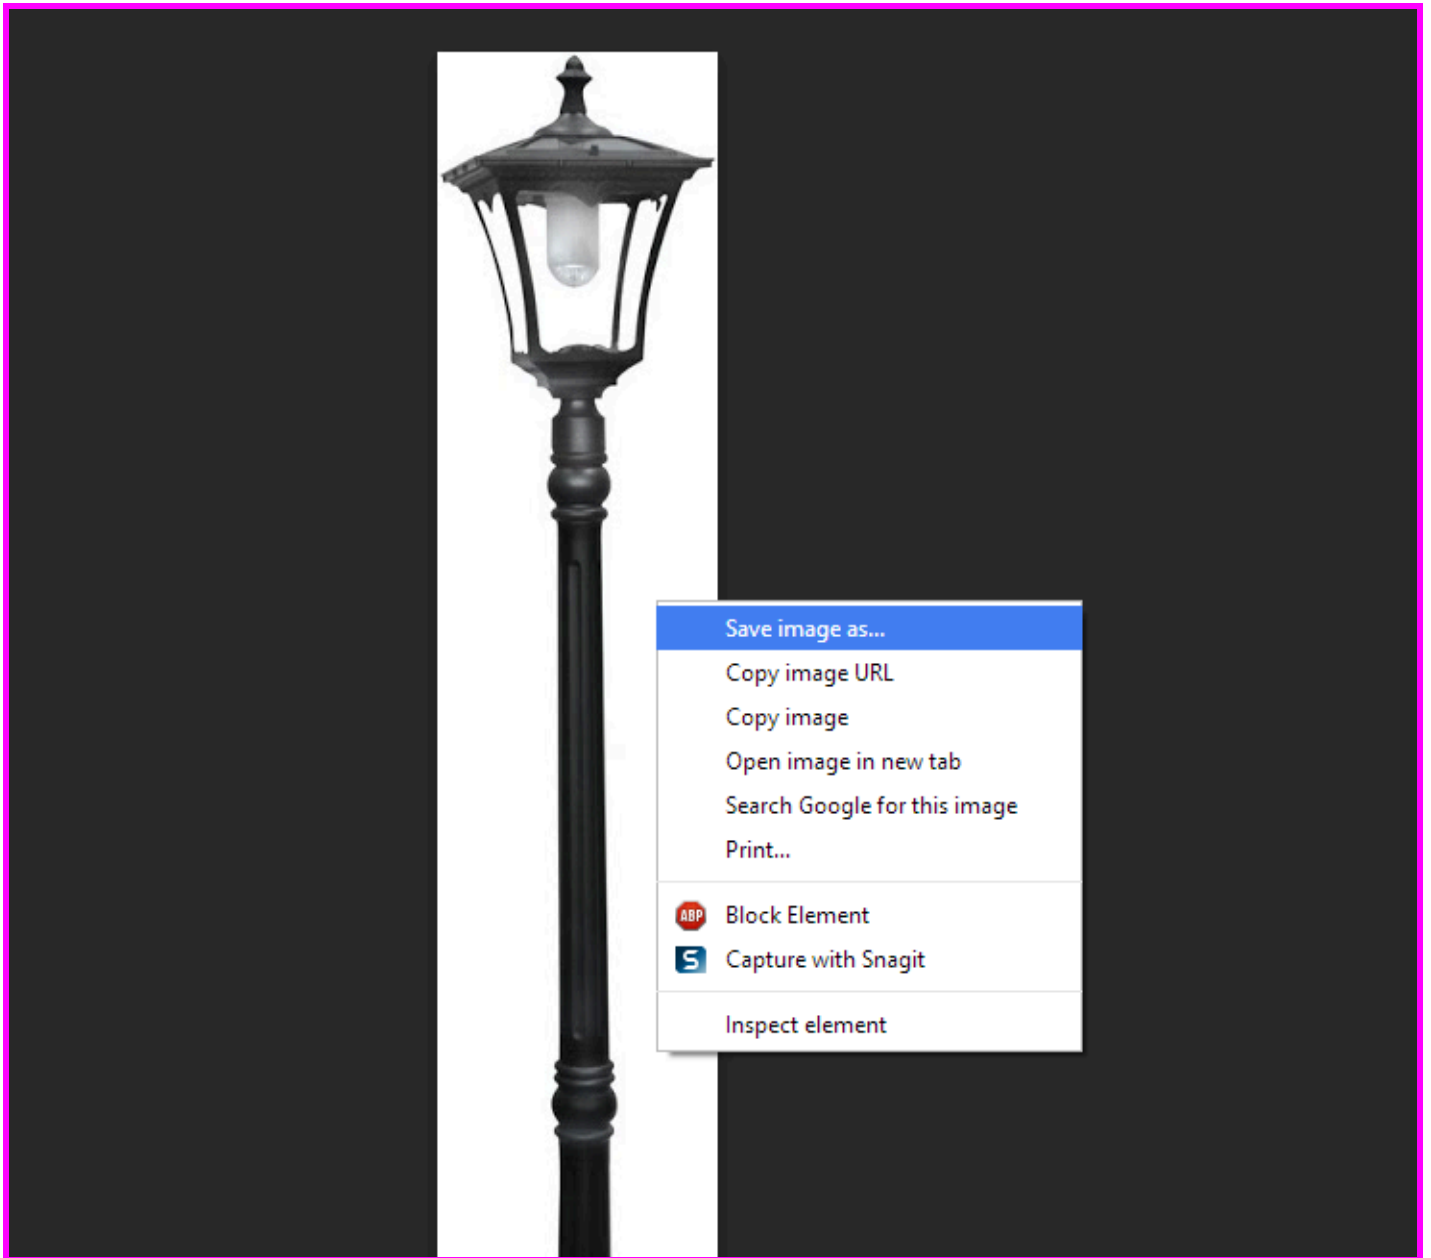 Save image as...
Copy image URL
Copy image
Open image in new tab
Search Google for this image
Print...
ABP Block Element
S Capture with Snagit
Inspect element